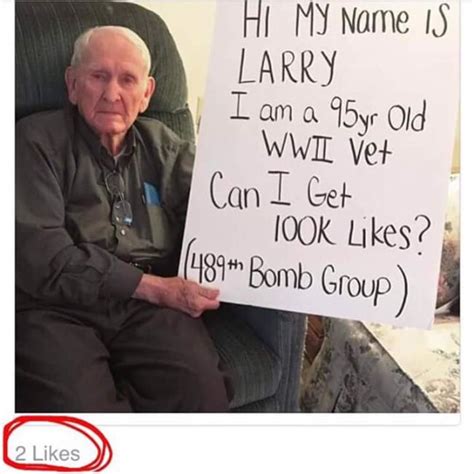 HI MY Name IS
LARRY
I am a 95yr Old
WWII Vet
Can I Get
100K Likes?
(489th Bomb Group)
2 Likes